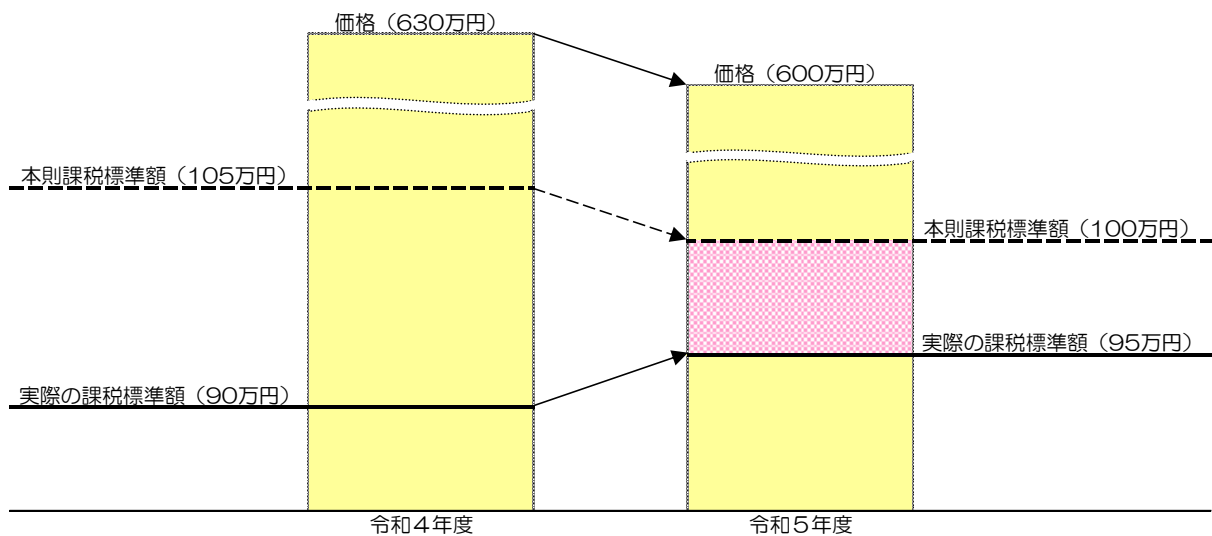 価格（630万円）
価格（600万円）
本則課税標準額（105万円）
本則課税標準額（100万円）
実際の課税標準額（95万円）
実際の課税標準額（90万円）
令和４年度
令和５年度